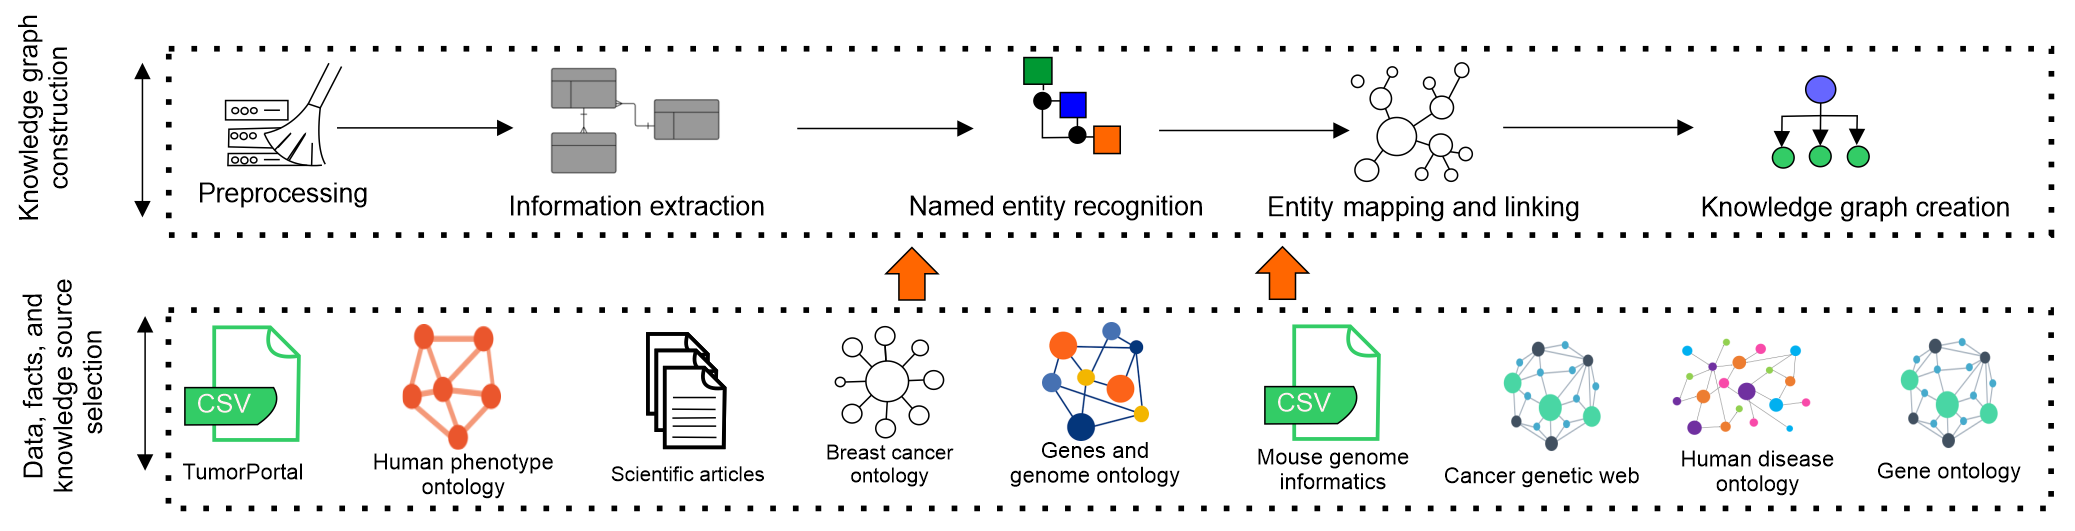 Knowledge graph
construction
Preprocessing
Information extraction
Named entity recognition
Entity mapping and linking
Knowledge graph creation
Data, facts, and
knowledge source
selection
CSV
TumorPortal
Human phenotype
ontology
Scientific articles
Breast cancer
ontology
Genes and
genome ontology
CSV
Mouse genome
informatics
Cancer genetic web
Human disease
ontology
Gene ontology